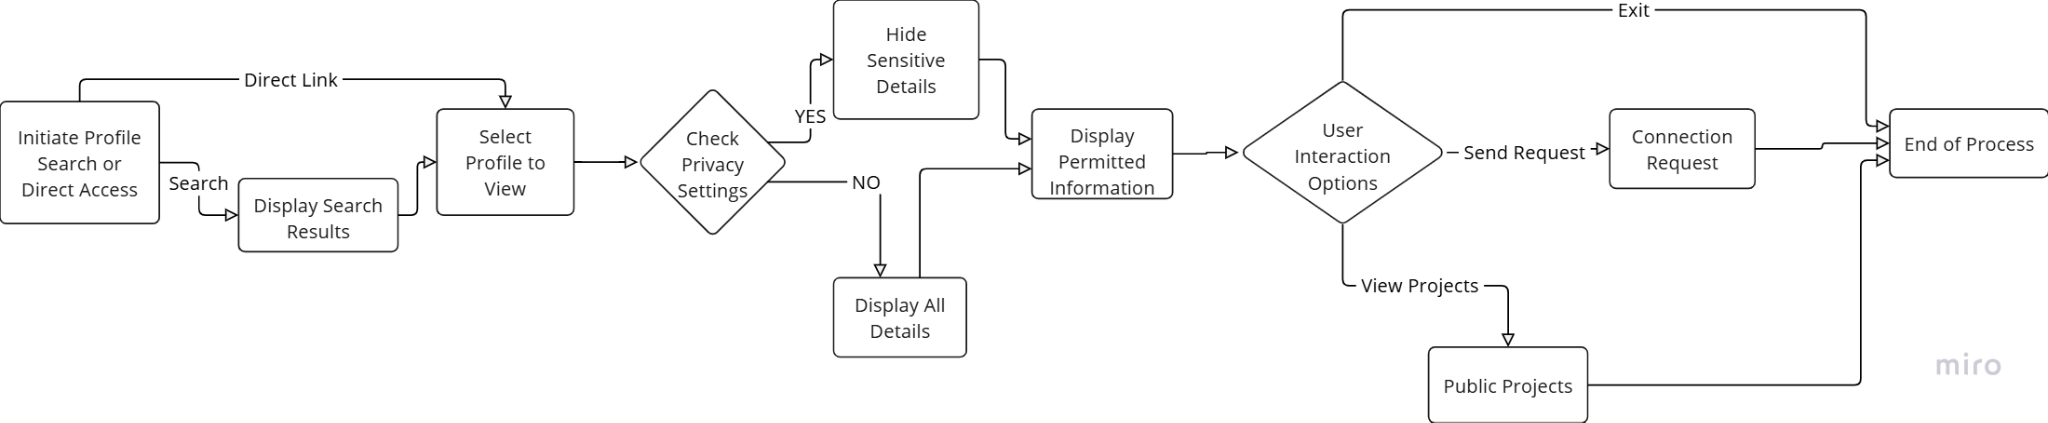 Exit
Hide
Sensitive
Details
Direct Link
Initiate Profile
Search or
Direct Access
Search
Display Search
Results
Select
Profile to
View
Check
Privacy
Settings
YES
NO
Display All
Details
Display
Permitted
Information
User
Interaction
Options
Send Request
Connection
Request
End of Process
View Projects
Public Projects
miro